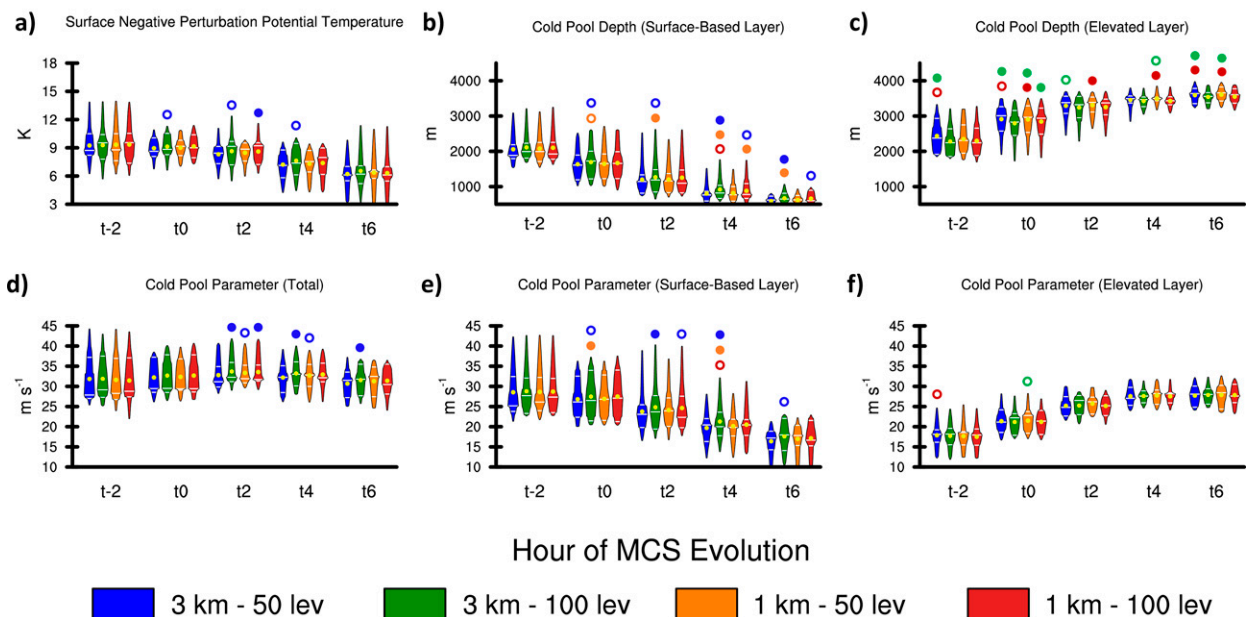 a) Surface Negative Perturbation Potential Temperature
b) Cold Pool Depth (Surface-Based Layer)
c) Cold Pool Depth (Elevated Layer)
18
15
12
9
6
3
K
t-2 t0 t2 t4 t6
4000
3000
2000
1000
m
t-2 t0 t2 t4 t6
4000
3000
2000
1000
m
t-2 t0 t2 t4 t6
d) Cold Pool Parameter (Total)
e) Cold Pool Parameter (Surface-Based Layer)
f) Cold Pool Parameter (Elevated Layer)
45
40
35
30
25
20
15
10
m s⁻¹
t-2 t0 t2 t4 t6
45
40
35
30
25
20
15
10
m s⁻¹
t-2 t0 t2 t4 t6
45
40
35
30
25
20
15
10
m s⁻¹
t-2 t0 t2 t4 t6
Hour of MCS Evolution
3 km - 50 lev 3 km - 100 lev 1 km - 50 lev 1 km - 100 lev